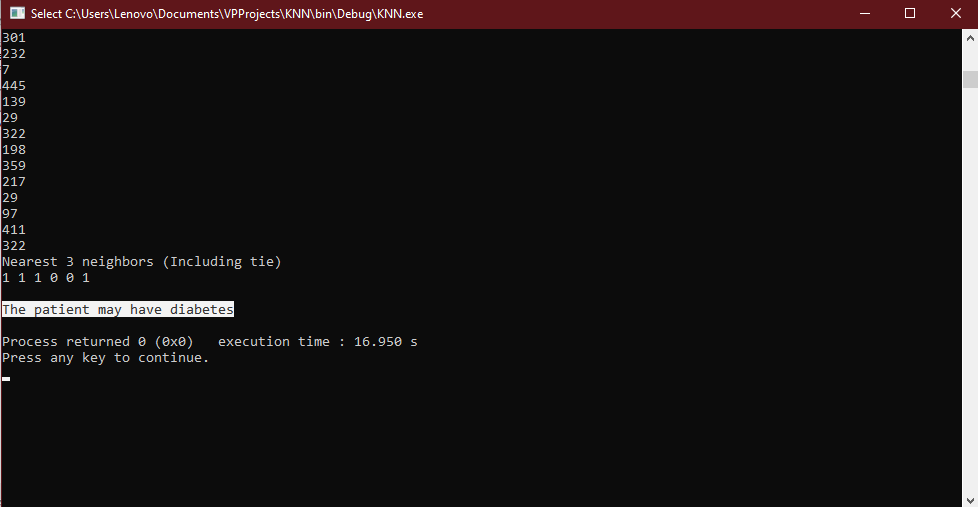 Select C:\Users\Lenovo\Documents\VPProjects\KNN\bin\Debug\KNN.exe
301
232
7
445
139
29
322
198
359
217
29
97
411
322
Nearest 3 neighbors (Including tie)
1 1 1 0 0 1
The patient may have diabetes
Process returned 0 (0x0)   execution time : 16.950 s
Press any key to continue.